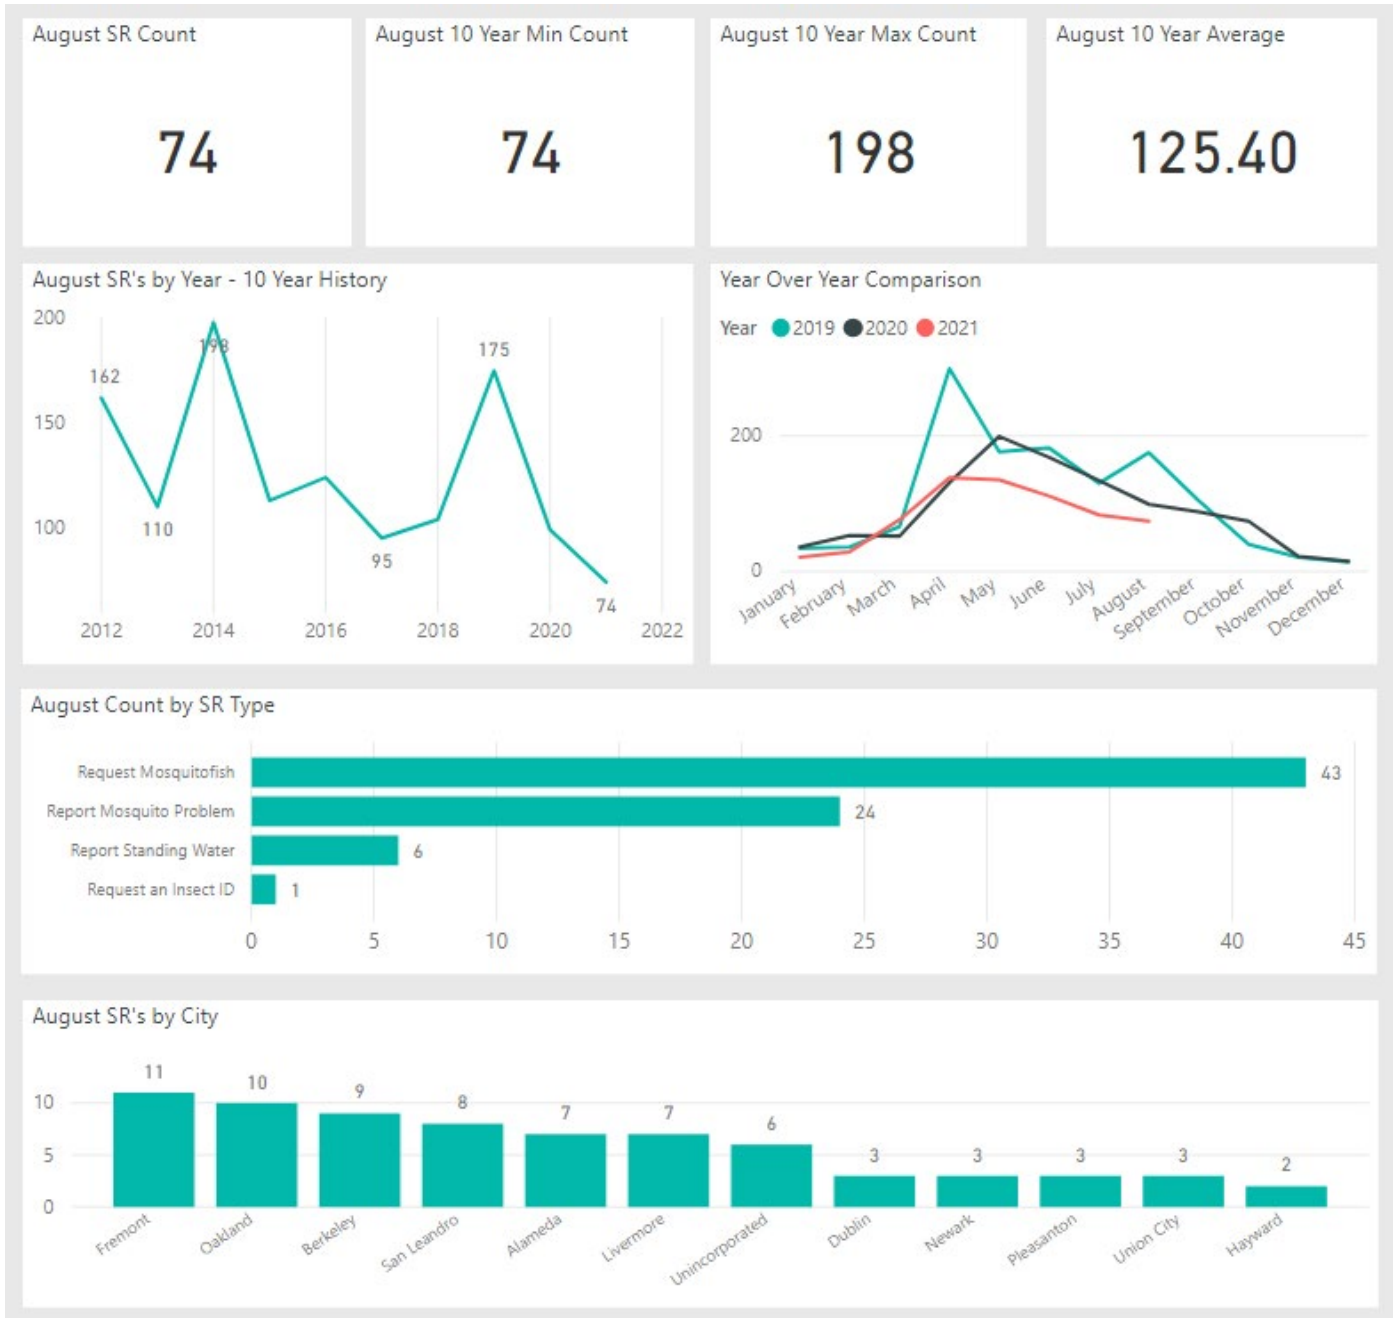 August SR Count
74
August 10 Year Min Count
74
August 10 Year Max Count
198
August 10 Year Average
125.40
August SR's by Year - 10 Year History
200
150
100
162
110
198
95
175
74
2012 2014 2016 2018 2020 2022
Year Over Year Comparison
Year 2019 2020 2021
200
0
January February March April May June July August September October November December
August Count by SR Type
Request Mosquitofish 43
Report Mosquito Problem 24
Report Standing Water 6
Request an Insect ID 1
0 5 10 15 20 25 30 35 40 45
August SR's by City
10
5
0
11 10 9 8 7 7 6 3 3 3 3 2
Fremont Oakland Berkeley San Leandro Alameda Livermore Unincorporated Dublin Newark Pleasanton Union City Hayward